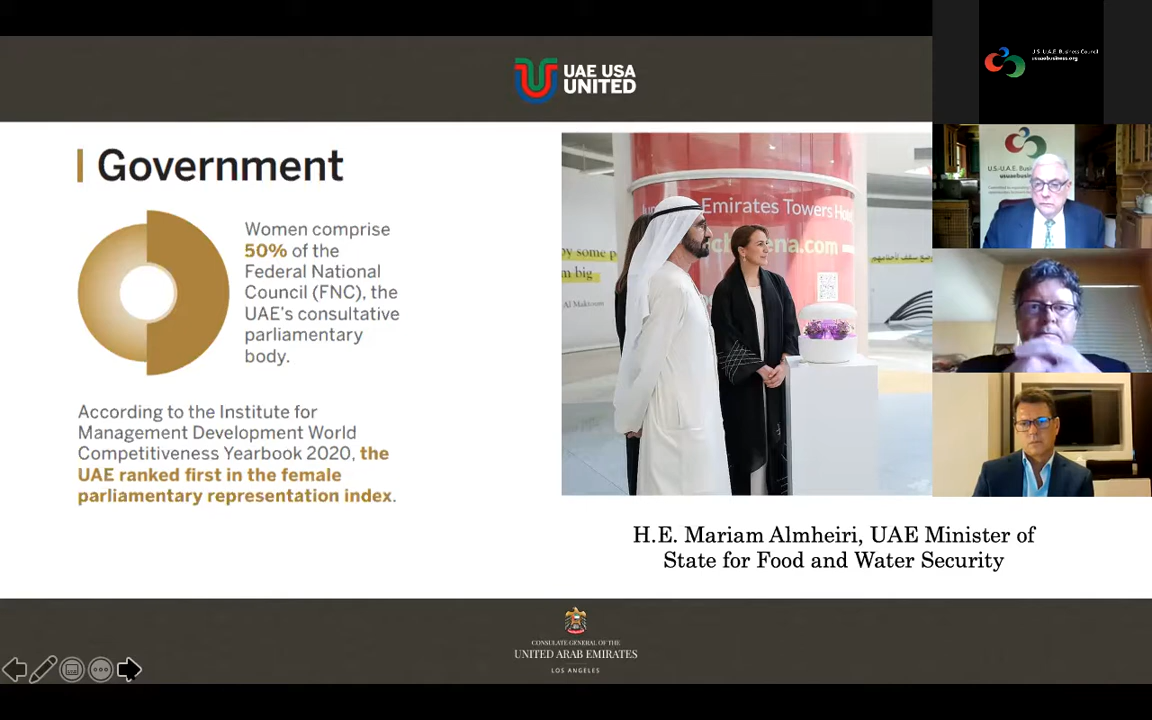 UAE USA
UNITED
U.S.-U.A.E. Business Council
usuaebusiness.org
Government
Women comprise
50% of the
Federal National
Council (FNC), the
UAE's consultative
parliamentary
body.
According to the Institute for
Management Development World
Competitiveness Yearbook 2020, the
UAE ranked first in the female
parliamentary representation index.
Emirates Towers
by some
m big
Al Maktoum
U.S.-U.A.E.
H.E. Mariam Almheiri, UAE Minister of
State for Food and Water Security
CONSULATE GENERAL OF THE
UNITED ARAB EMIRATES
LOS ANGELES